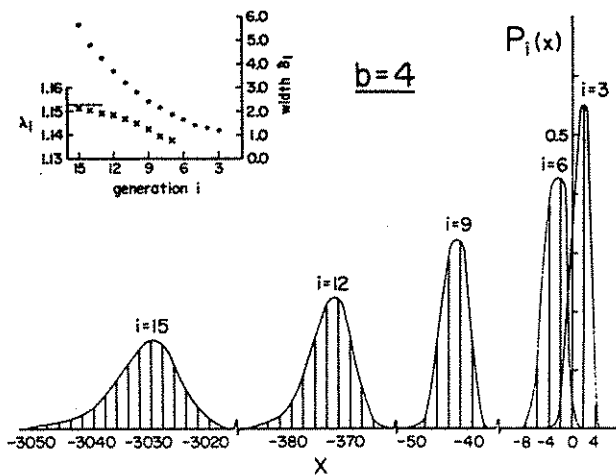 6.0
5.0
4.0
3.0
2.0
1.0
0.0
width δi
1.16
1.15
1.14
1.13
λi
15 12 9 6 3
generation i
b=4
Pi(x)
0.5
i=3
i=6
i=9
i=12
i=15
-3050 -3040 -3030 -3020 -380 -370 -50 -40 -8 -4 0 4
X